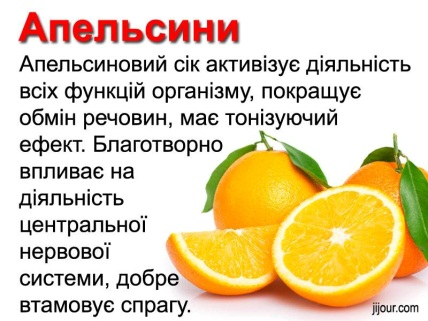 Апельсини
Апельсиновий сік активізує діяльність
всіх функцій організму, покращує
обмін речовин, має тонізуючий
ефект. Благотворно
впливає на
діяльність
центральної
нервової
системи, добре
втамовує спрагу.
jijour.com